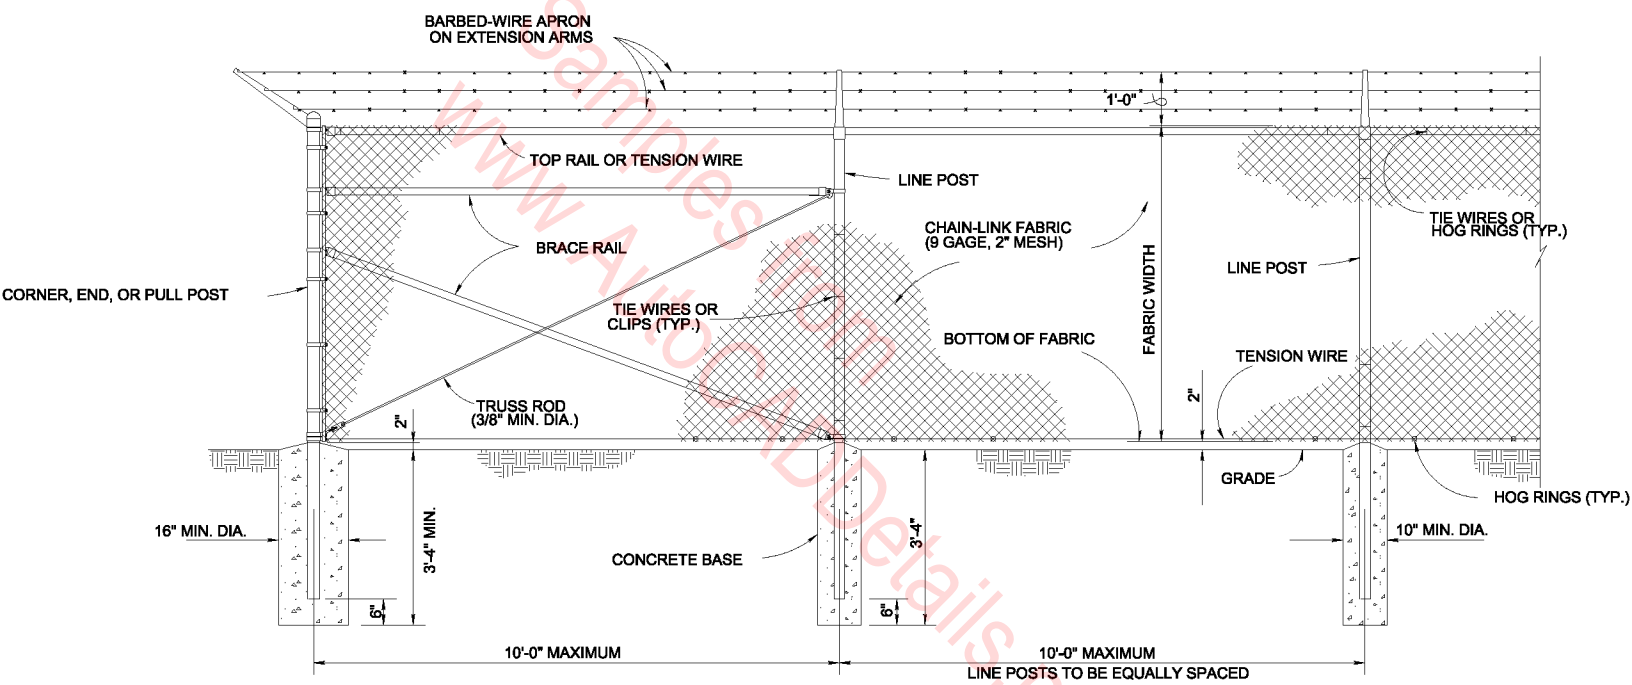 BARBED-WIRE APRON
ON EXTENSION ARMS
1'-0"
TOP RAIL OR TENSION WIRE
LINE POST
TIE WIRES OR
HOG RINGS (TYP.)
CHAIN-LINK FABRIC
(9 GAGE, 2" MESH)
BRACE RAIL
LINE POST
CORNER, END, OR PULL POST
TIE WIRES OR
CLIPS (TYP.)
FABRIC WIDTH
BOTTOM OF FABRIC
TENSION WIRE
TRUSS ROD
(3/8" MIN. DIA.)
2"
2"
GRADE
HOG RINGS (TYP.)
16" MIN. DIA.
3'-4" MIN.
3'-4"
10" MIN. DIA.
CONCRETE BASE
6"
6"
10'-0" MAXIMUM
10'-0" MAXIMUM
LINE POSTS TO BE EQUALLY SPACED
Samples from
www.AutoCADDetails.